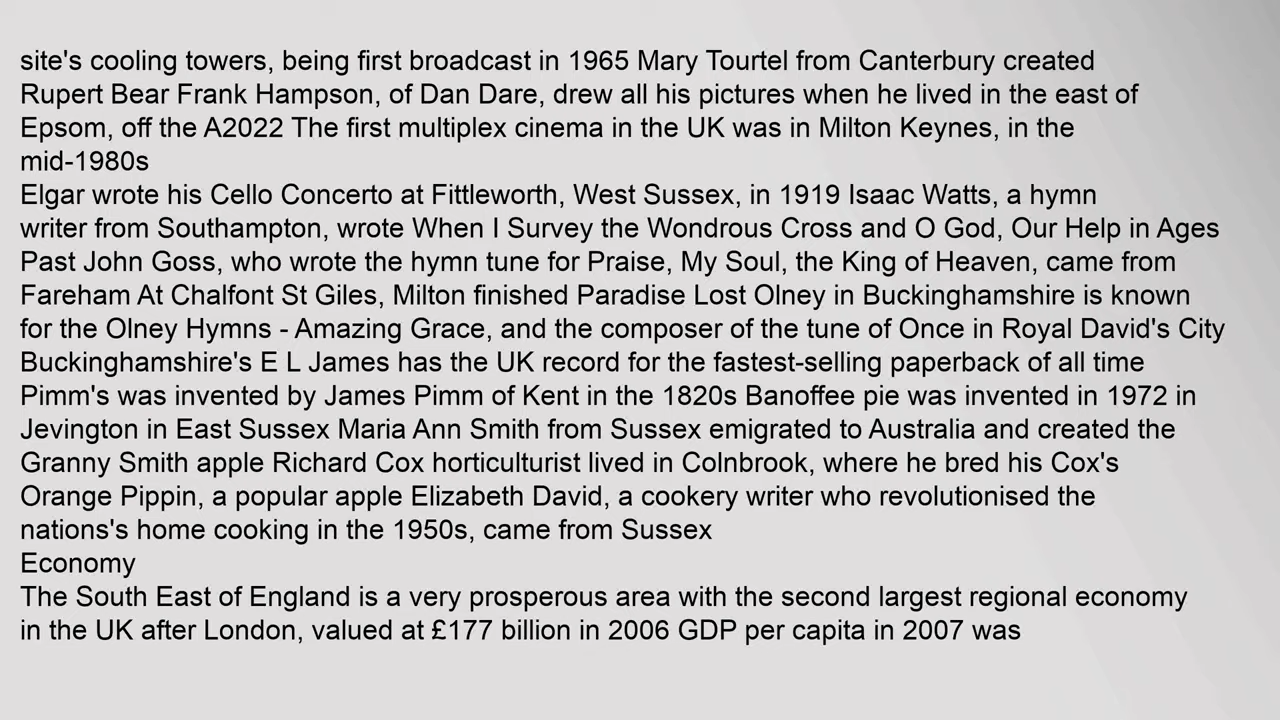 site's cooling towers, being first broadcast in 1965 Mary Tourtel from Canterbury created
Rupert Bear Frank Hampson, of Dan Dare, drew all his pictures when he lived in the east of
Epsom, off the A2022 The first multiplex cinema in the UK was in Milton Keynes, in the
mid-1980s
Elgar wrote his Cello Concerto at Fittleworth, West Sussex, in 1919 Isaac Watts, a hymn
writer from Southampton, wrote When I Survey the Wondrous Cross and O God, Our Help in Ages
Past John Goss, who wrote the hymn tune for Praise, My Soul, the King of Heaven, came from
Fareham At Chalfont St Giles, Milton finished Paradise Lost Olney in Buckinghamshire is known
for the Olney Hymns - Amazing Grace, and the composer of the tune of Once in Royal David's City
Buckinghamshire's E L James has the UK record for the fastest-selling paperback of all time
Pimm's was invented by James Pimm of Kent in the 1820s Banoffee pie was invented in 1972 in
Jevington in East Sussex Maria Ann Smith from Sussex emigrated to Australia and created the
Granny Smith apple Richard Cox horticulturist lived in Colnbrook, where he bred his Cox's
Orange Pippin, a popular apple Elizabeth David, a cookery writer who revolutionised the
nations's home cooking in the 1950s, came from Sussex
Economy
The South East of England is a very prosperous area with the second largest regional economy
in the UK after London, valued at £177 billion in 2006 GDP per capita in 2007 was